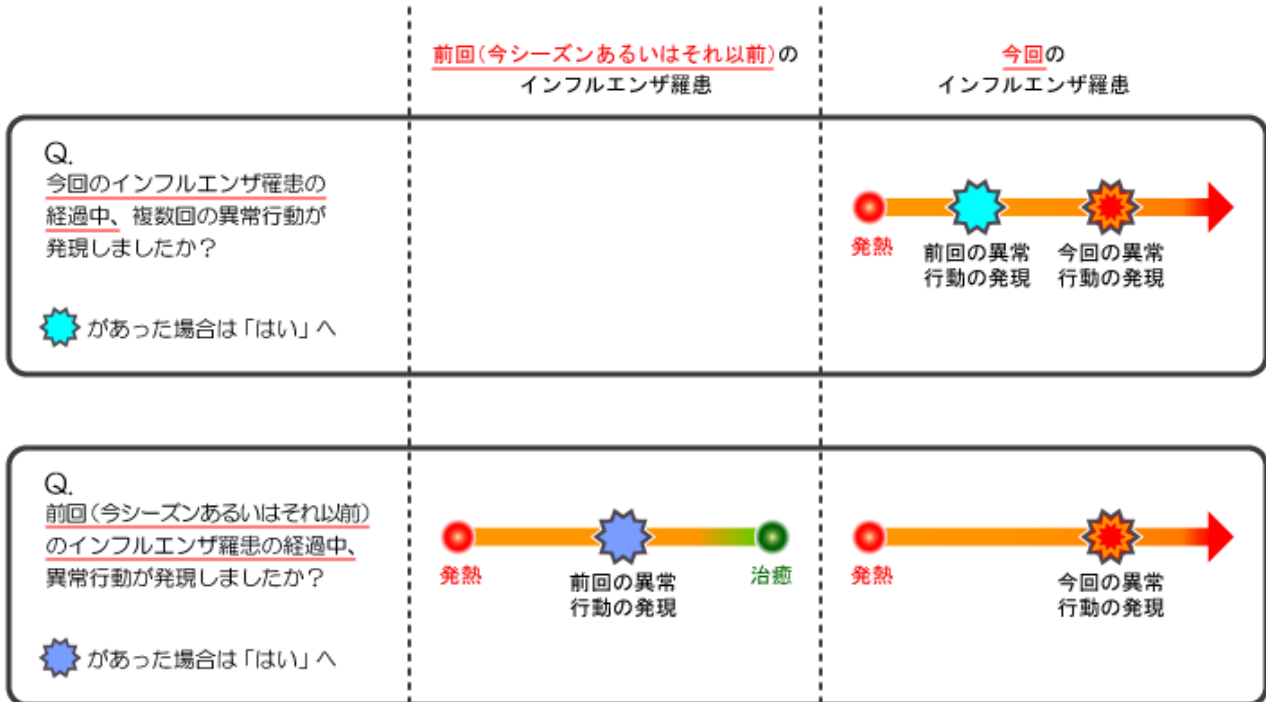 前回(今シーズンあるいはそれ以前)の
インフルエンザ羅患
今回の
インフルエンザ羅患
Q.
今回のインフルエンザ罹患の
経過中、複数回の異常行動が
発現しましたか？
があった場合は「はい」へ
発熱
前回の異常
行動の発現
今回の異常
行動の発現
Q.
前回(今シーズンあるいはそれ以前)
のインフルエンザ罹患の経過中、
異常行動が発現しましたか？
があった場合は「はい」へ
発熱
前回の異常
行動の発現
治癒
発熱
今回の異常
行動の発現